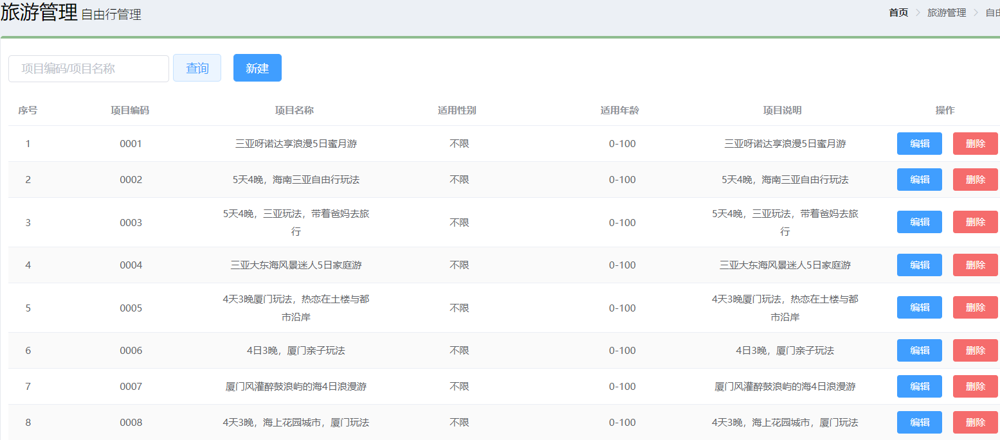 旅游管理 自由行管理
首页 > 旅游管理 > 自由
项目编码/项目名称 查询 新建
序号 项目编码 项目名称 适用性别 适用年龄 项目说明 操作
1 0001 三亚呀诺达享浪漫5日蜜月游 不限 0-100 三亚呀诺达享浪漫5日蜜月游 编辑 删除
2 0002 5天4晚，海南三亚自由行玩法 不限 0-100 5天4晚，海南三亚自由行玩法 编辑 删除
3 0003 5天4晚，三亚玩法，带着爸妈去旅行 不限 0-100 5天4晚，三亚玩法，带着爸妈去旅行 编辑 删除
4 0004 三亚大东海风景迷人5日家庭游 不限 0-100 三亚大东海风景迷人5日家庭游 编辑 删除
5 0005 4天3晚厦门玩法，热恋在土楼与都市沿岸 不限 0-100 4天3晚厦门玩法，热恋在土楼与都市沿岸 编辑 删除
6 0006 4日3晚，厦门亲子玩法 不限 0-100 4日3晚，厦门亲子玩法 编辑 删除
7 0007 厦门风灌醉鼓浪屿的海4日浪漫游 不限 0-100 厦门风灌醉鼓浪屿的海4日浪漫游 编辑 删除
8 0008 4天3晚，海上花园城市，厦门玩法 不限 0-100 4天3晚，海上花园城市，厦门玩法 编辑 删除